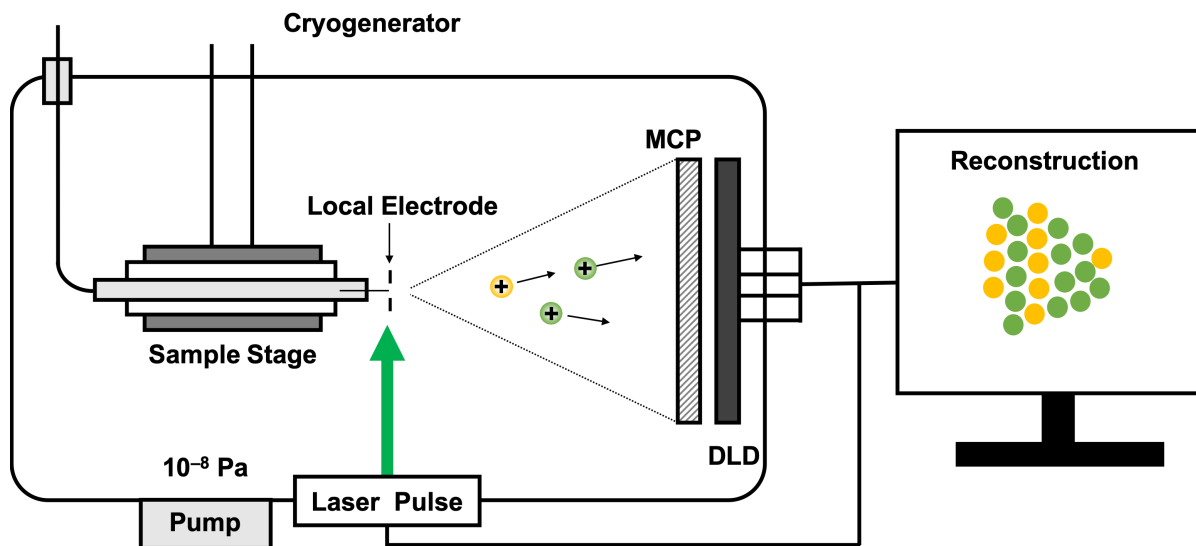 Cryogenerator
MCP
Reconstruction
Local Electrode
+
+
+
Sample Stage
DLD
10⁻⁸ Pa
Laser Pulse
Pump